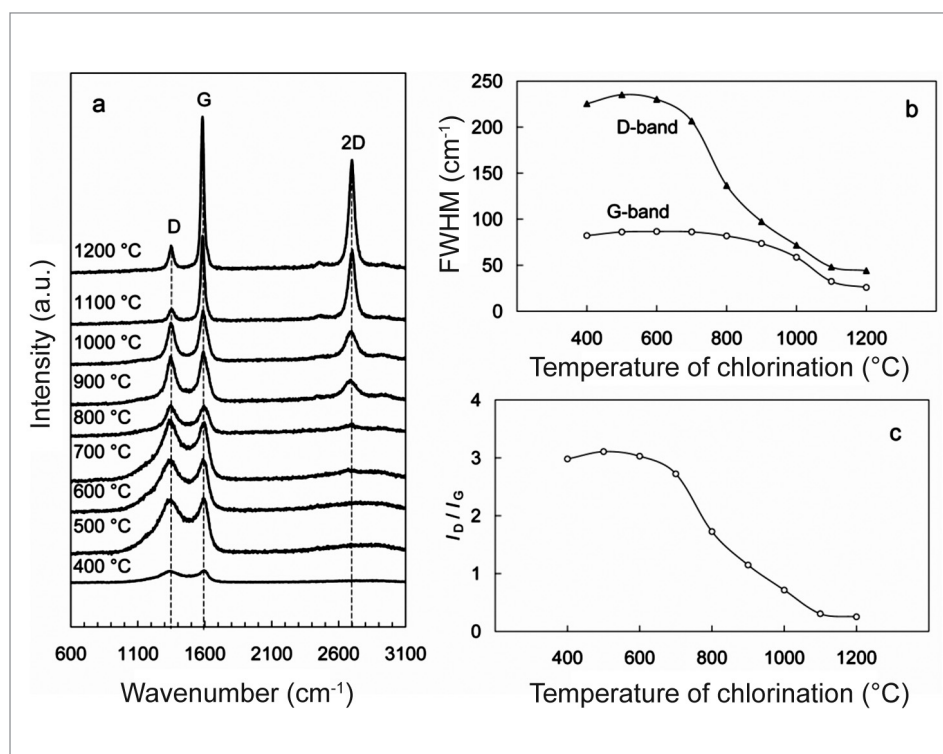 a
D
G
2D
1200 °C
1100 °C
1000 °C
900 °C
800 °C
700 °C
600 °C
500 °C
400 °C
Intensity (a.u.)
600 1100 1600 2100 2600 3100
Wavenumber (cm⁻¹)
b
250
200
150
100
50
0
D-band
G-band
FWHM (cm⁻¹)
400 600 800 1000 1200
Temperature of chlorination (°C)
c
4
3
2
1
0
I_D / I_G
400 600 800 1000 1200
Temperature of chlorination (°C)